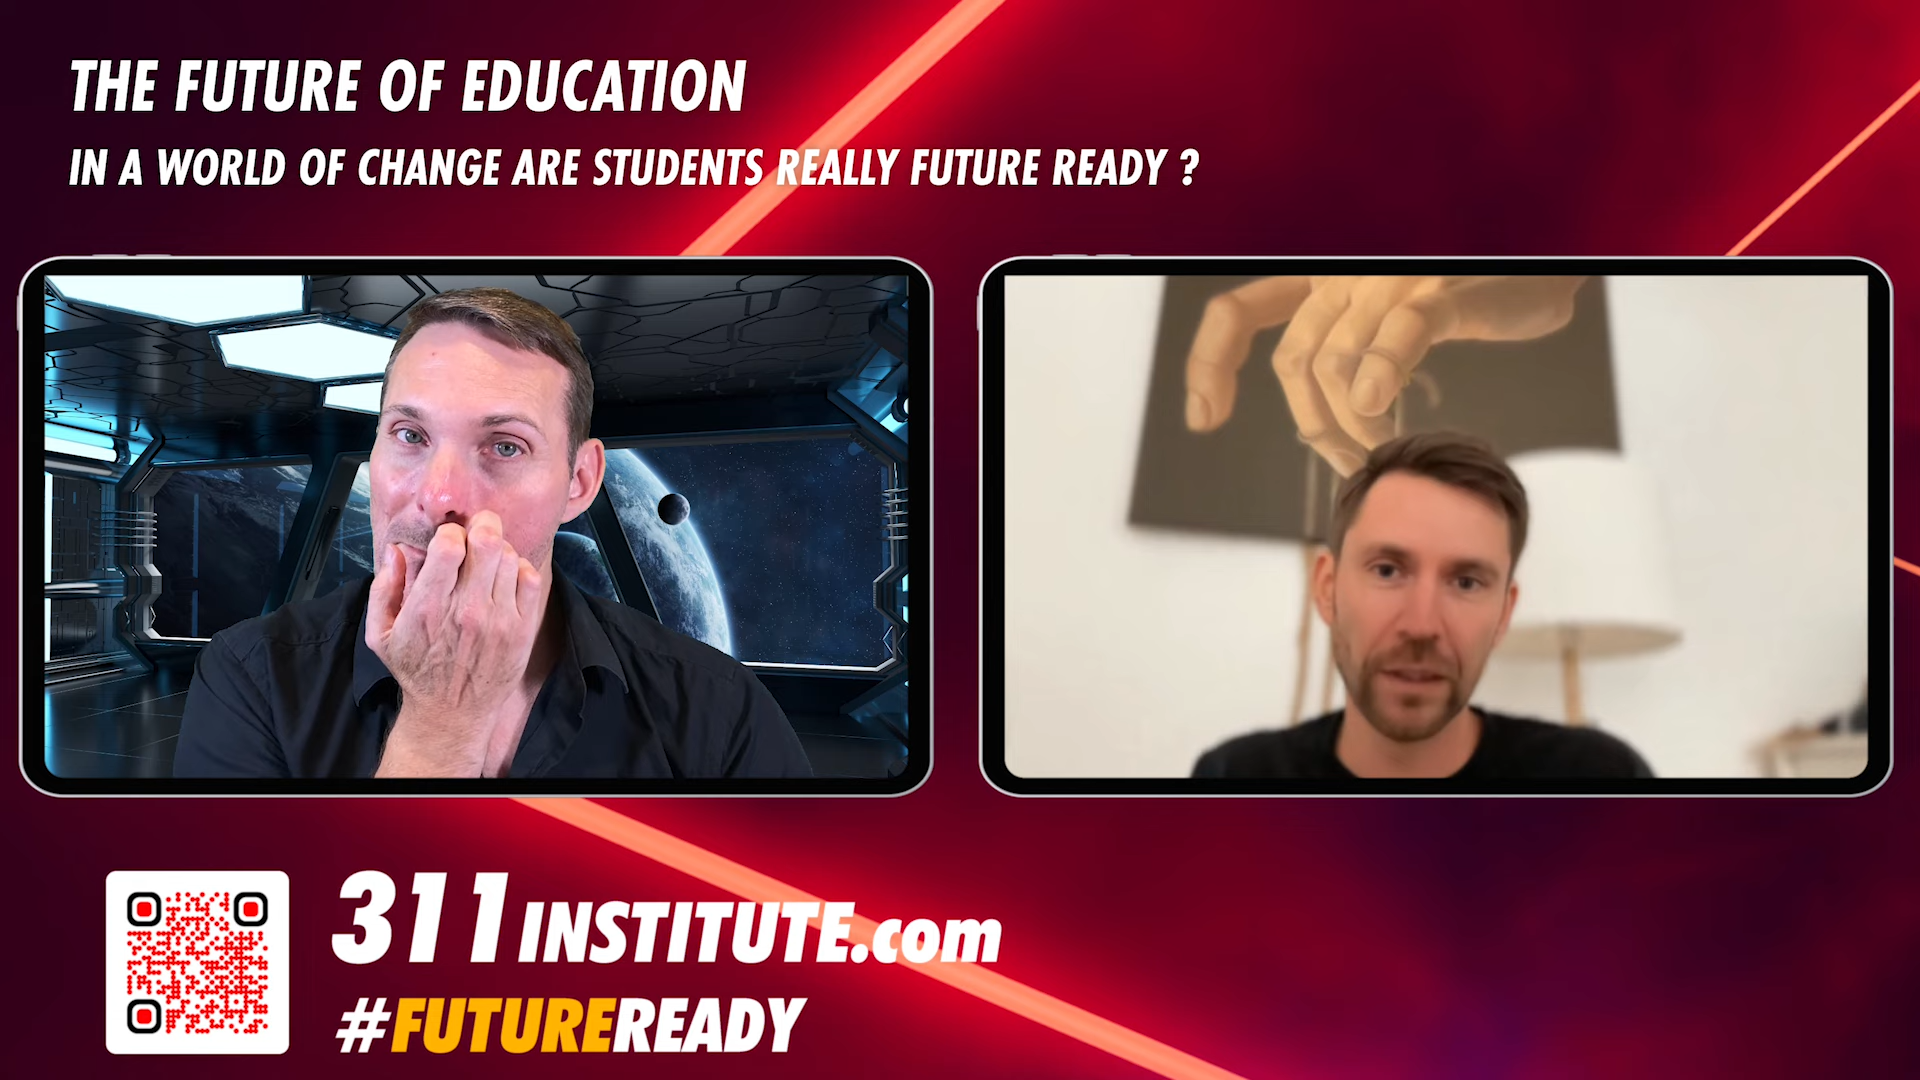 THE FUTURE OF EDUCATION
IN A WORLD OF CHANGE ARE STUDENTS REALLY FUTURE READY ?
311INSTITUTE.com
#FUTUREREADY